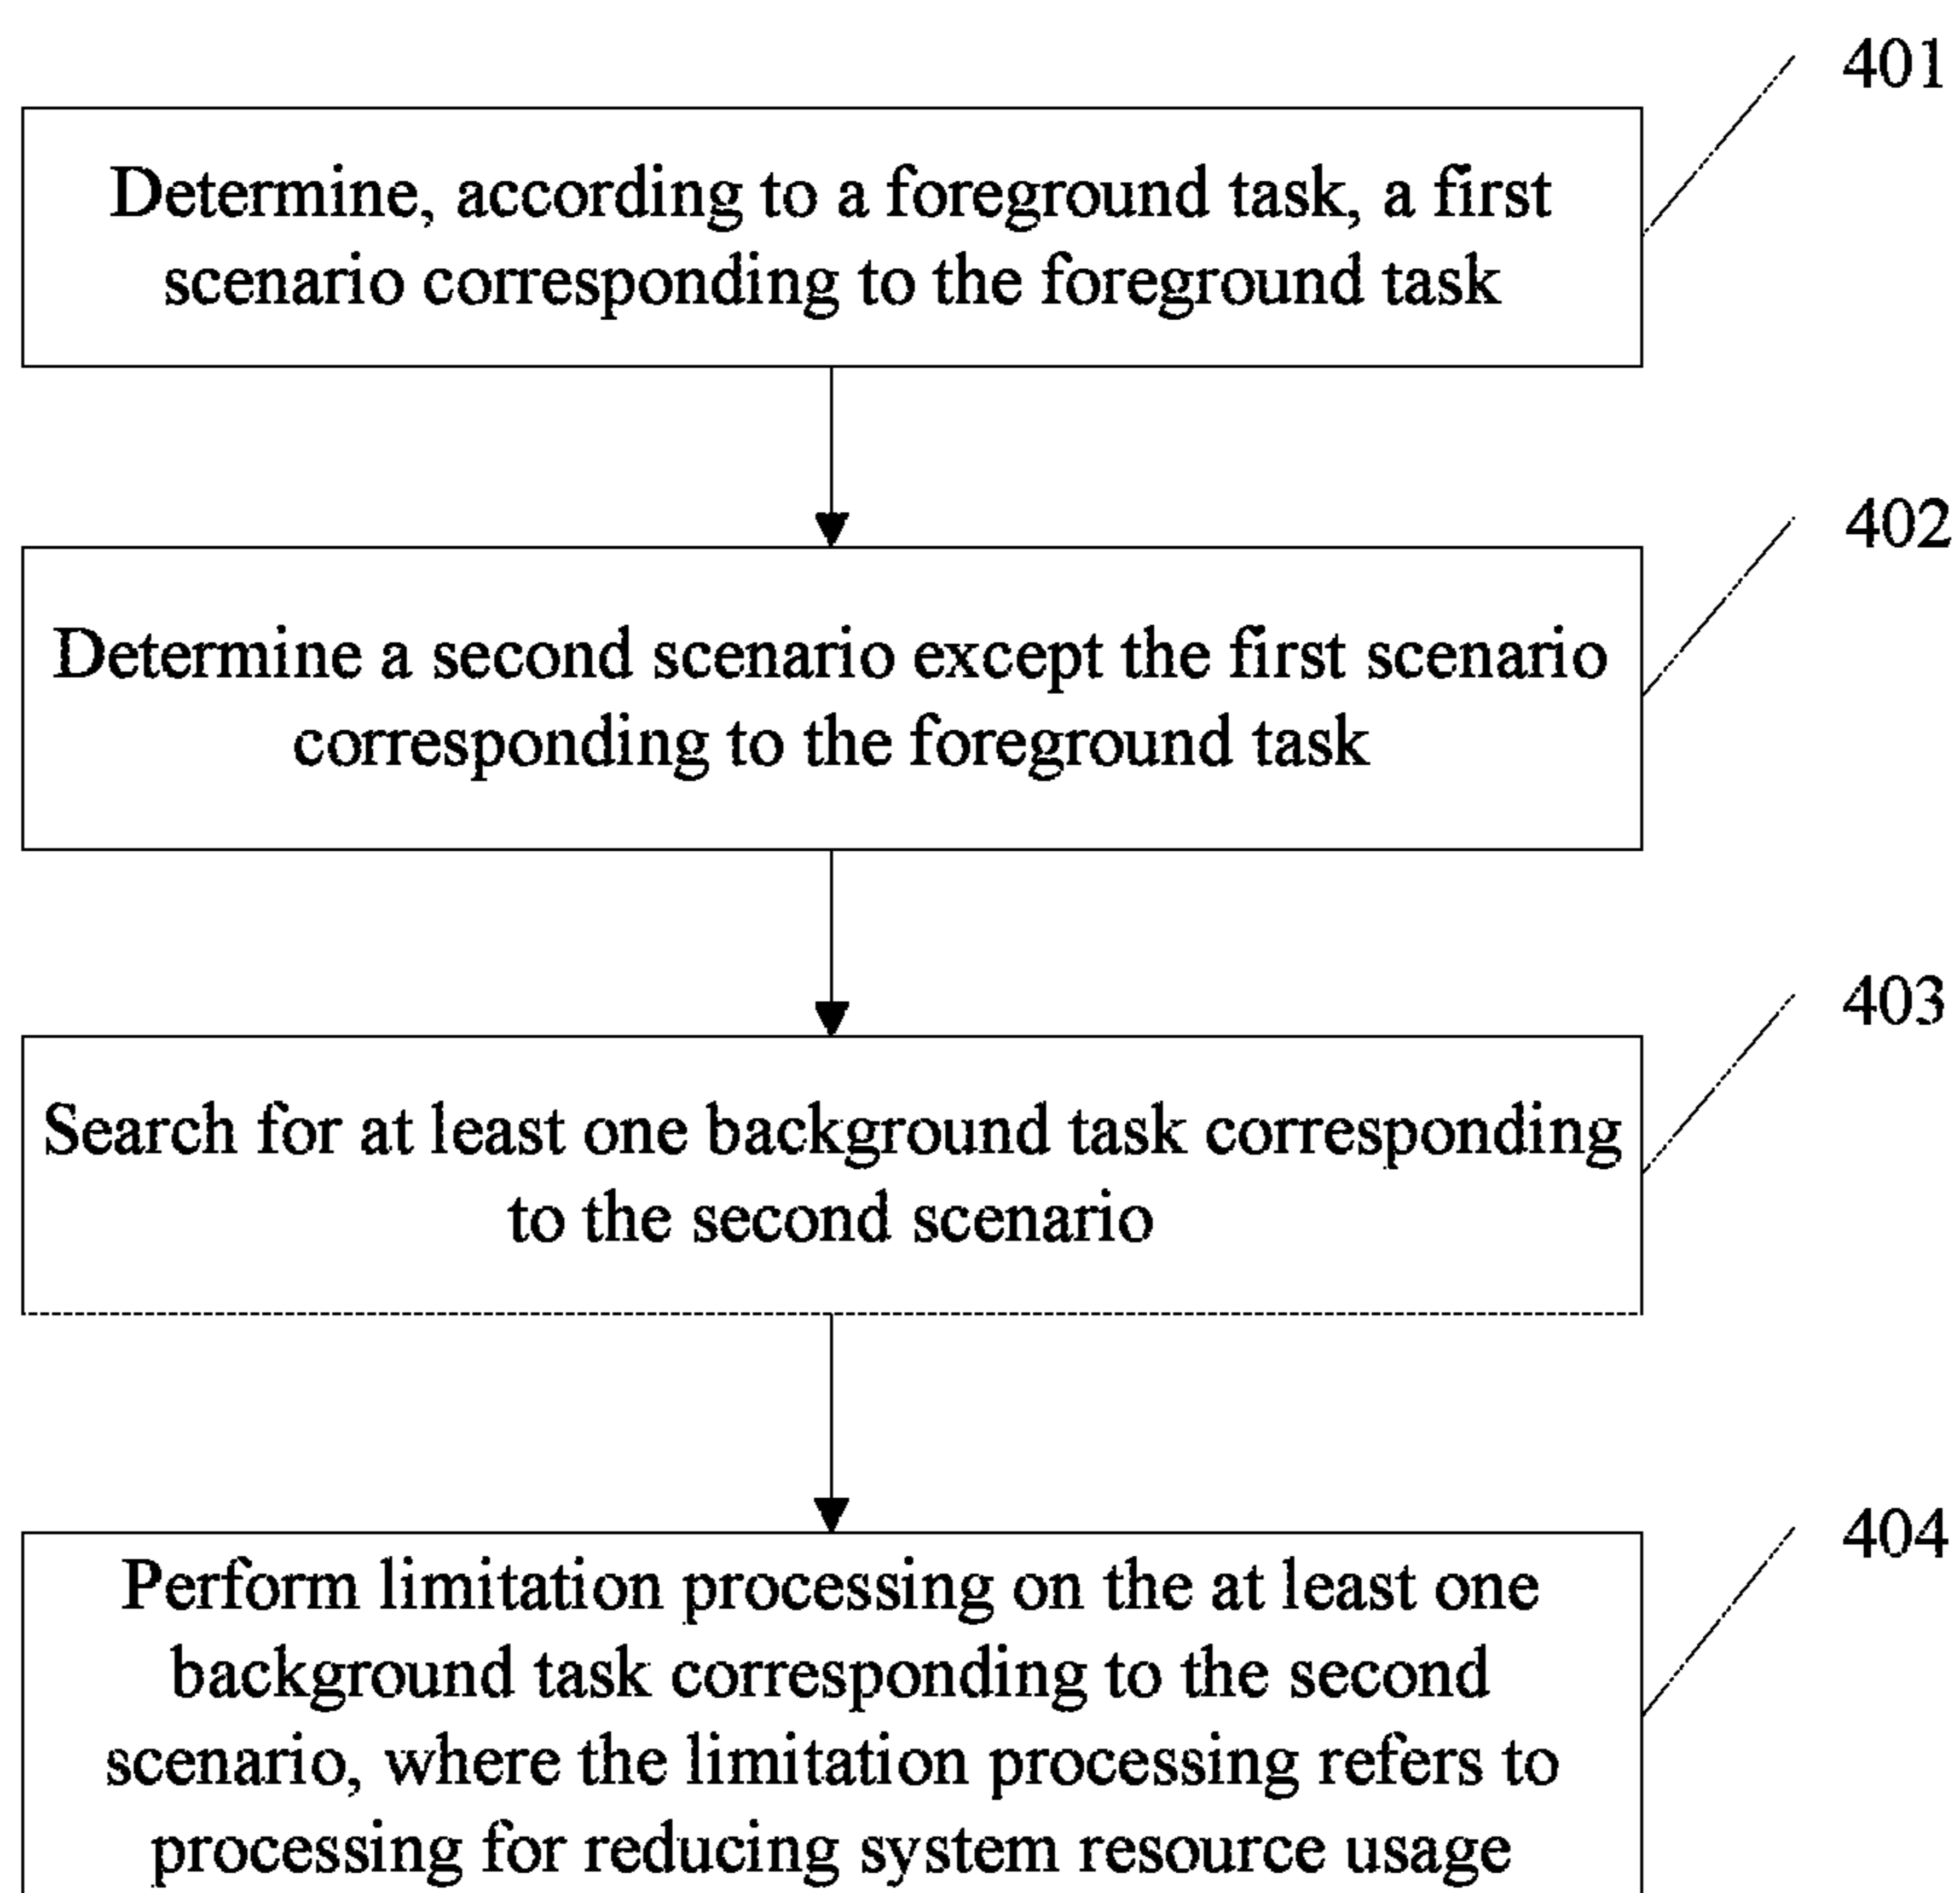 401
Determine, according to a foreground task, a first
scenario corresponding to the foreground task
402
Determine a second scenario except the first scenario
corresponding to the foreground task
403
Search for at least one background task corresponding
to the second scenario
404
Perform limitation processing on the at least one
background task corresponding to the second
scenario, where the limitation processing refers to
processing for reducing system resource usage